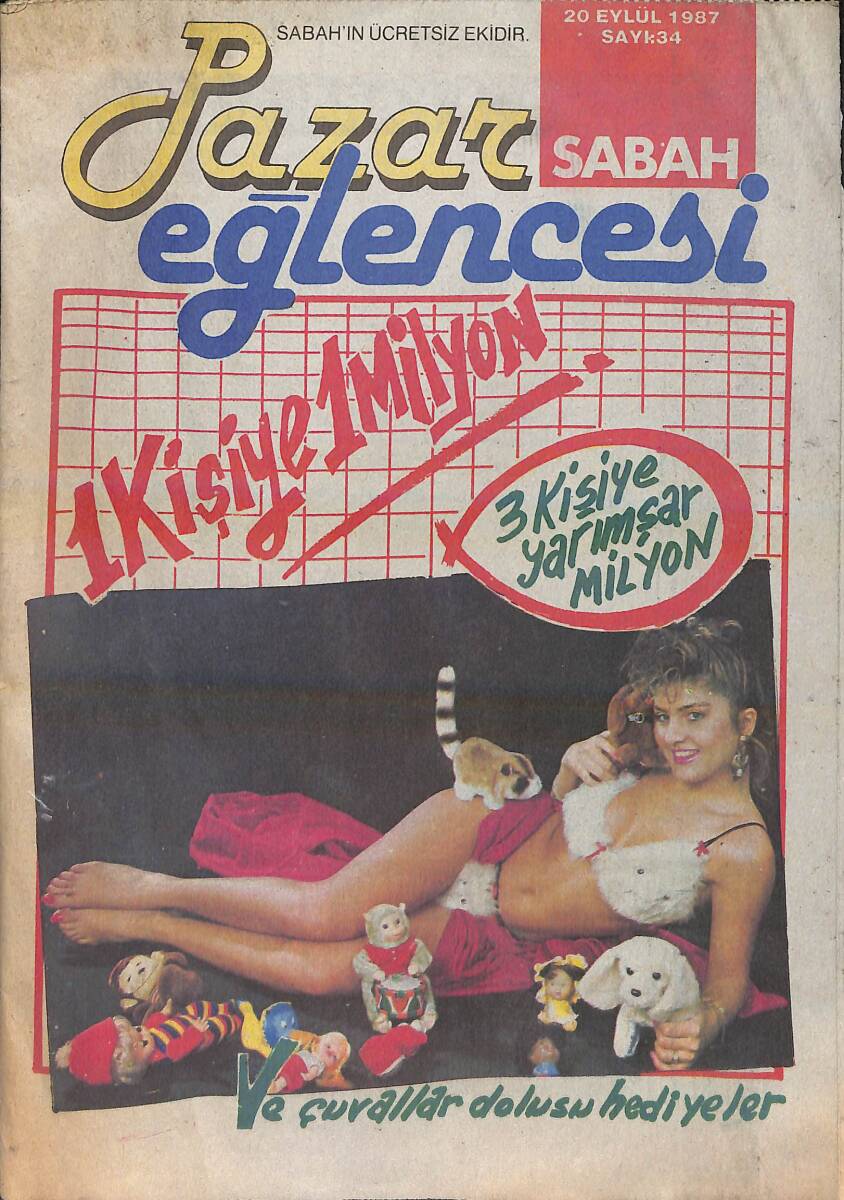 SABAH'IN ÜCRETSİZ EKİDİR.
20 EYLÜL 1987
SAYI:34
SABAH
Pazar
eğlencesi
1 Kişiye 1 Milyon
3 Kişiye
yarımşar
MİLYON
Ve çuvallar dolusu hediyeler